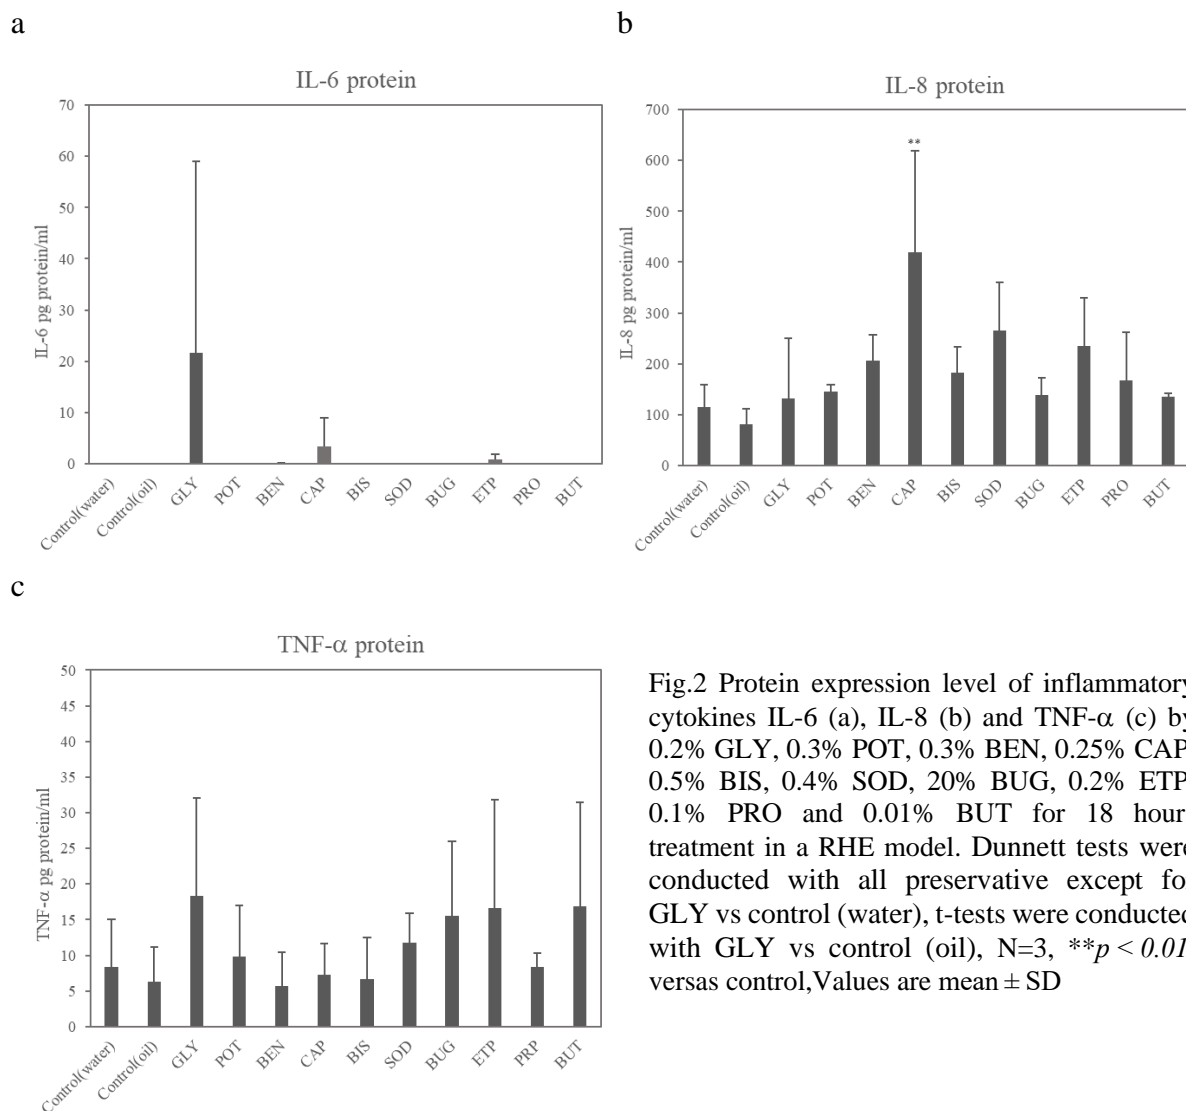 a
IL-6 protein
70
60
50
40
30
20
10
0
IL-6 pg protein/ml
Control(water)
Control(oil)
GLY
POT
BEN
CAP
BIS
SOD
BUG
ETP
PRO
BUT
b
IL-8 protein
700
600
500
400
300
200
100
0
IL-8 pg protein/ml
**
Control(water)
Control(oil)
GLY
POT
BEN
CAP
BIS
SOD
BUG
ETP
PRO
BUT
c
TNF-α protein
50
45
40
35
30
25
20
15
10
5
0
TNF-α pg protein/ml
Control(water)
Control(oil)
GLY
POT
BEN
CAP
BIS
SOD
BUG
ETP
PRP
BUT
Fig.2 Protein expression level of inflammatory
cytokines IL-6 (a), IL-8 (b) and TNF-α (c) by
0.2% GLY, 0.3% POT, 0.3% BEN, 0.25% CAP
0.5% BIS, 0.4% SOD, 20% BUG, 0.2% ETP
0.1% PRO and 0.01% BUT for 18 hour
treatment in a RHE model. Dunnett tests were
conducted with all preservative except fo
GLY vs control (water), t-tests were conducted
with GLY vs control (oil), N=3, **p < 0.01
versas control,Values are mean ± SD